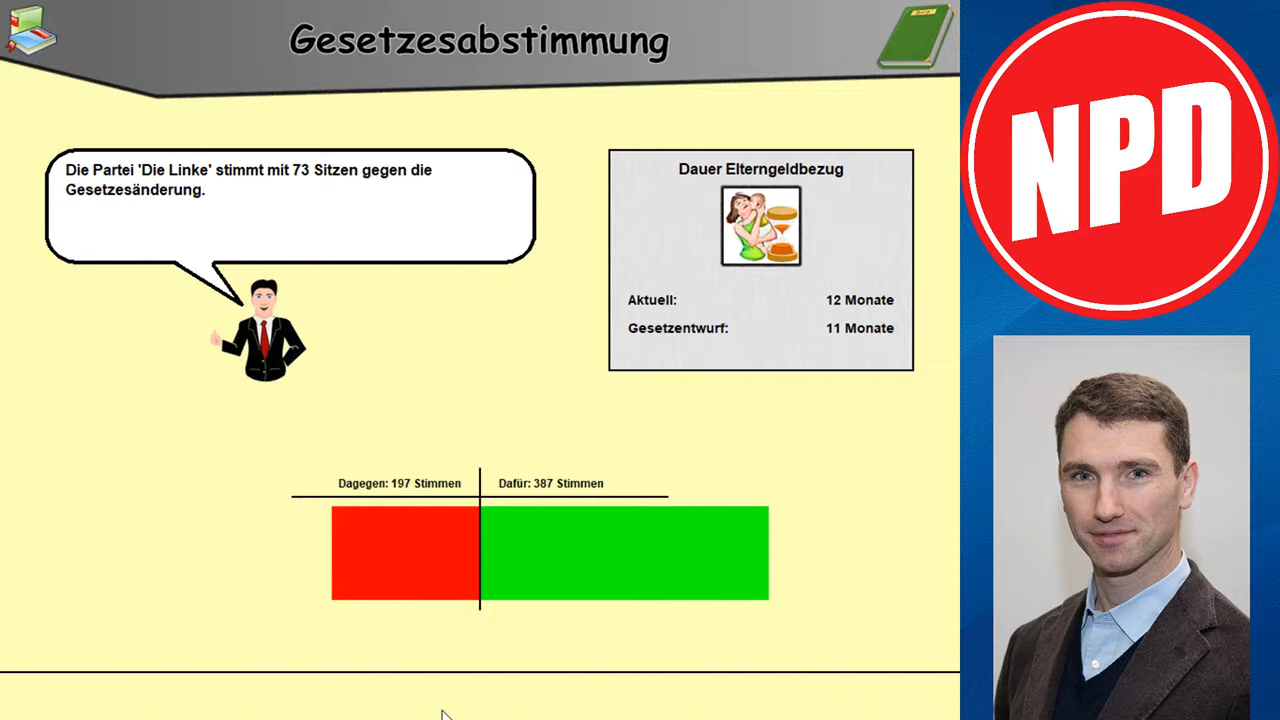 Gesetzesabstimmung
Die Partei 'Die Linke' stimmt mit 73 Sitzen gegen die
Gesetzesänderung.
Dauer Elterngeldbezug
Aktuell: 12 Monate
Gesetzentwurf: 11 Monate
Dagegen: 197 Stimmen
Dafür: 387 Stimmen
NPD